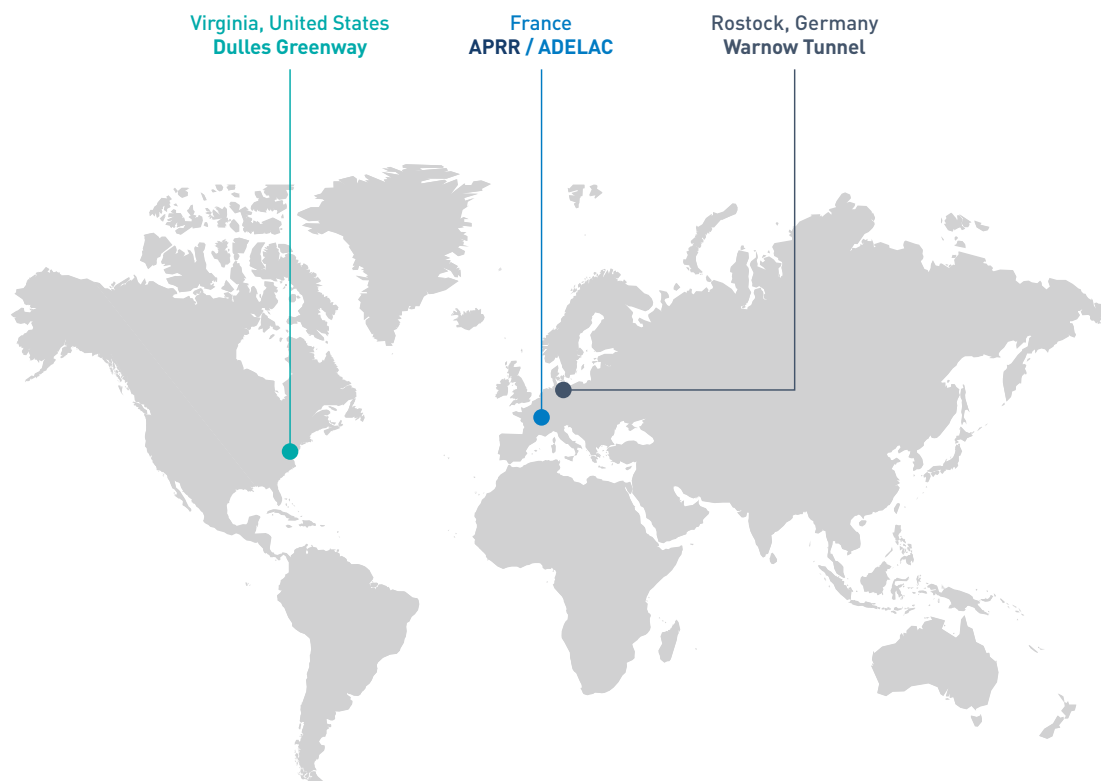 Virginia, United States
Dulles Greenway
France
APRR / ADELAC
Rostock, Germany
Warnow Tunnel